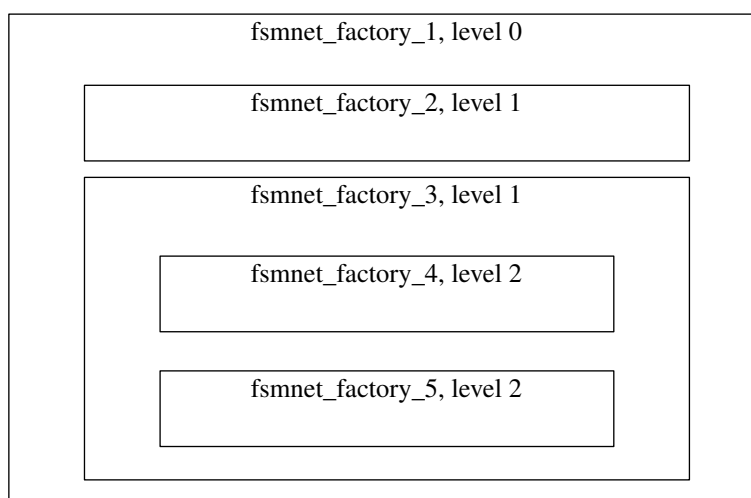 fsmnet_factory_1, level 0
fsmnet_factory_2, level 1
fsmnet_factory_3, level 1
fsmnet_factory_4, level 2
fsmnet_factory_5, level 2